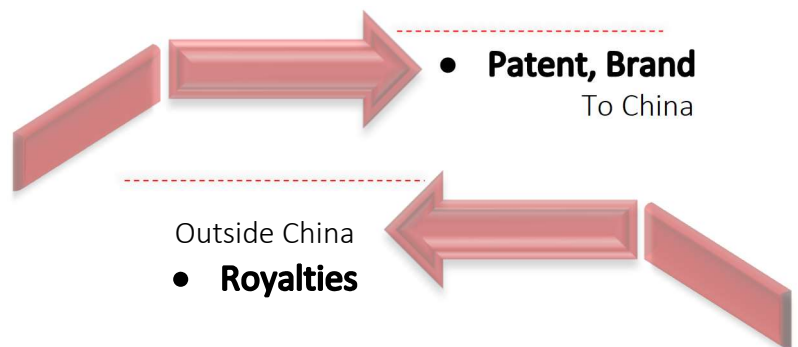 ● Patent, Brand
To China
Outside China
● Royalties